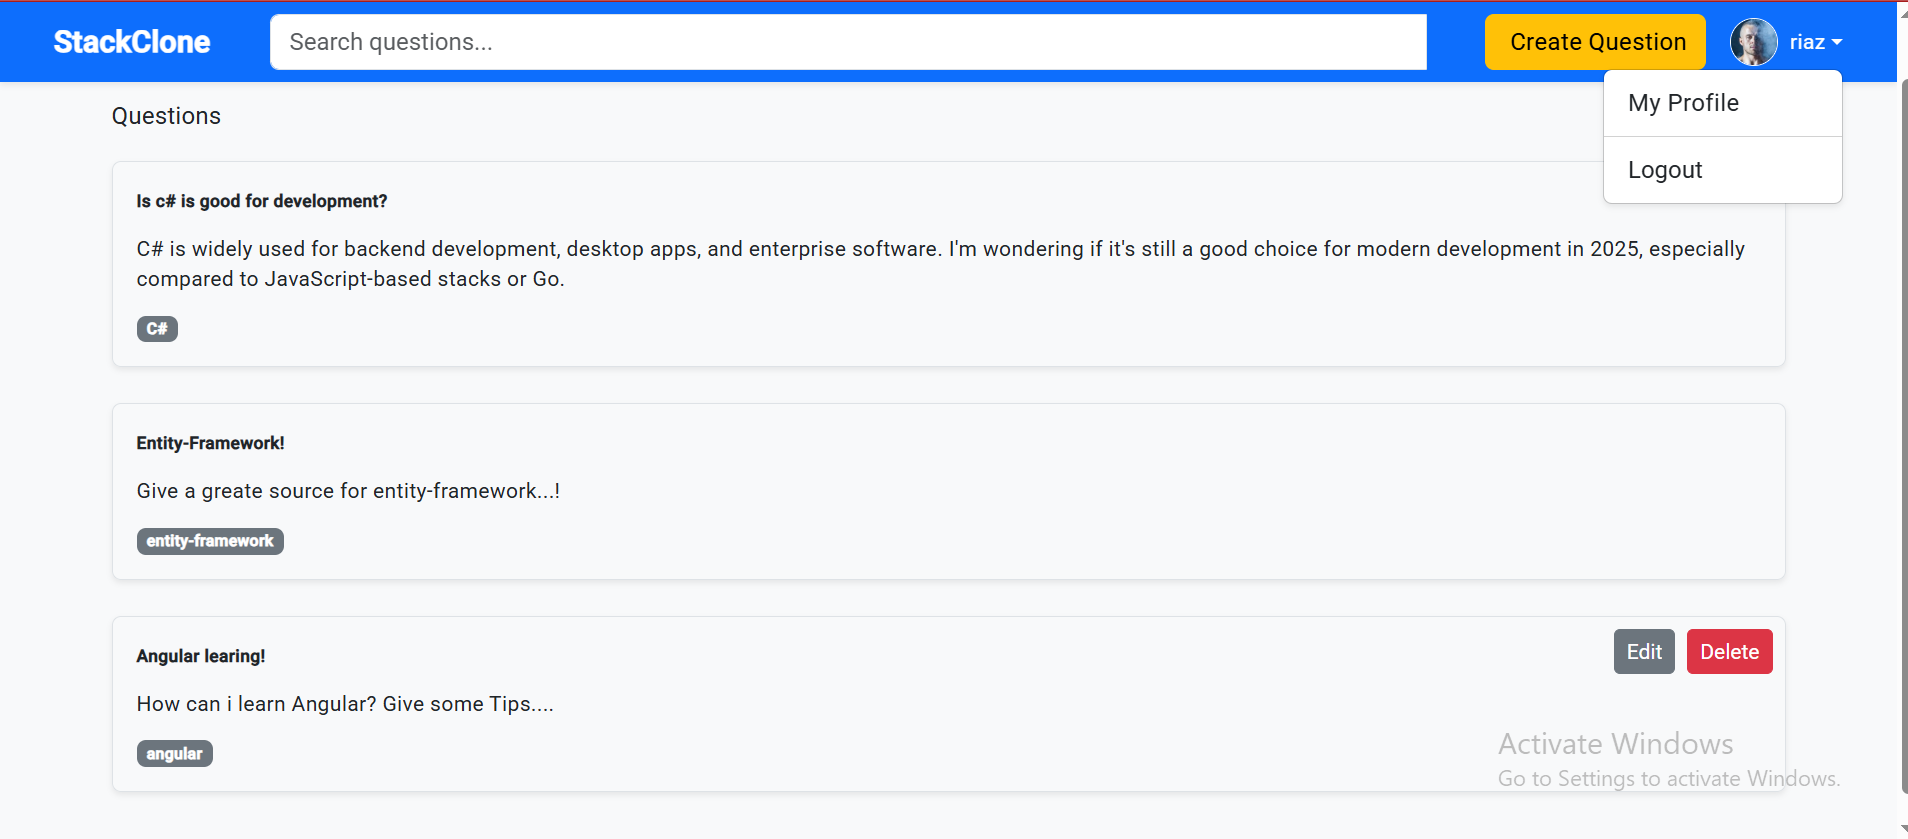 StackClone
Search questions...
Create Question
riaz
My Profile
Logout
Questions
Is c# is good for development?
C# is widely used for backend development, desktop apps, and enterprise software. I'm wondering if it's still a good choice for modern development in 2025, especially
compared to JavaScript-based stacks or Go.
C#
Entity-Framework!
Give a greate source for entity-framework...!
entity-framework
Angular learing!
Edit
Delete
How can i learn Angular? Give some Tips....
angular
Activate Windows
Go to Settings to activate Windows.